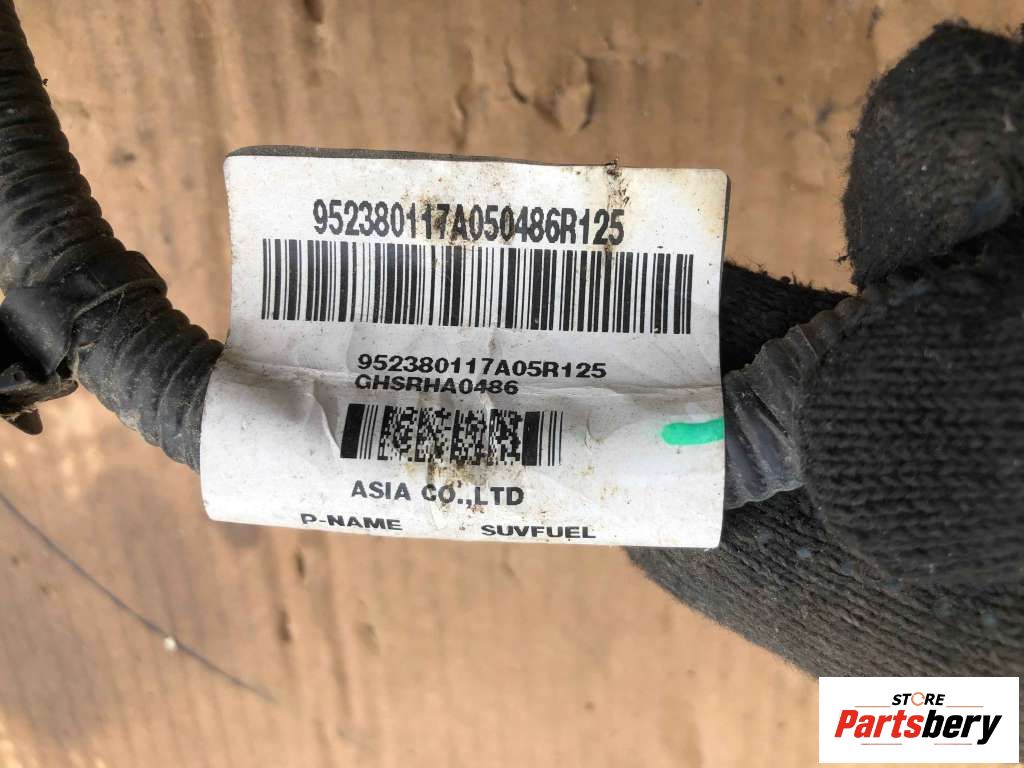 952380117A050486R125
952380117A05R125
GHSRHA0486
ASIA CO.,LTD
P-NAME SUVFUEL
STORE
Partsbery